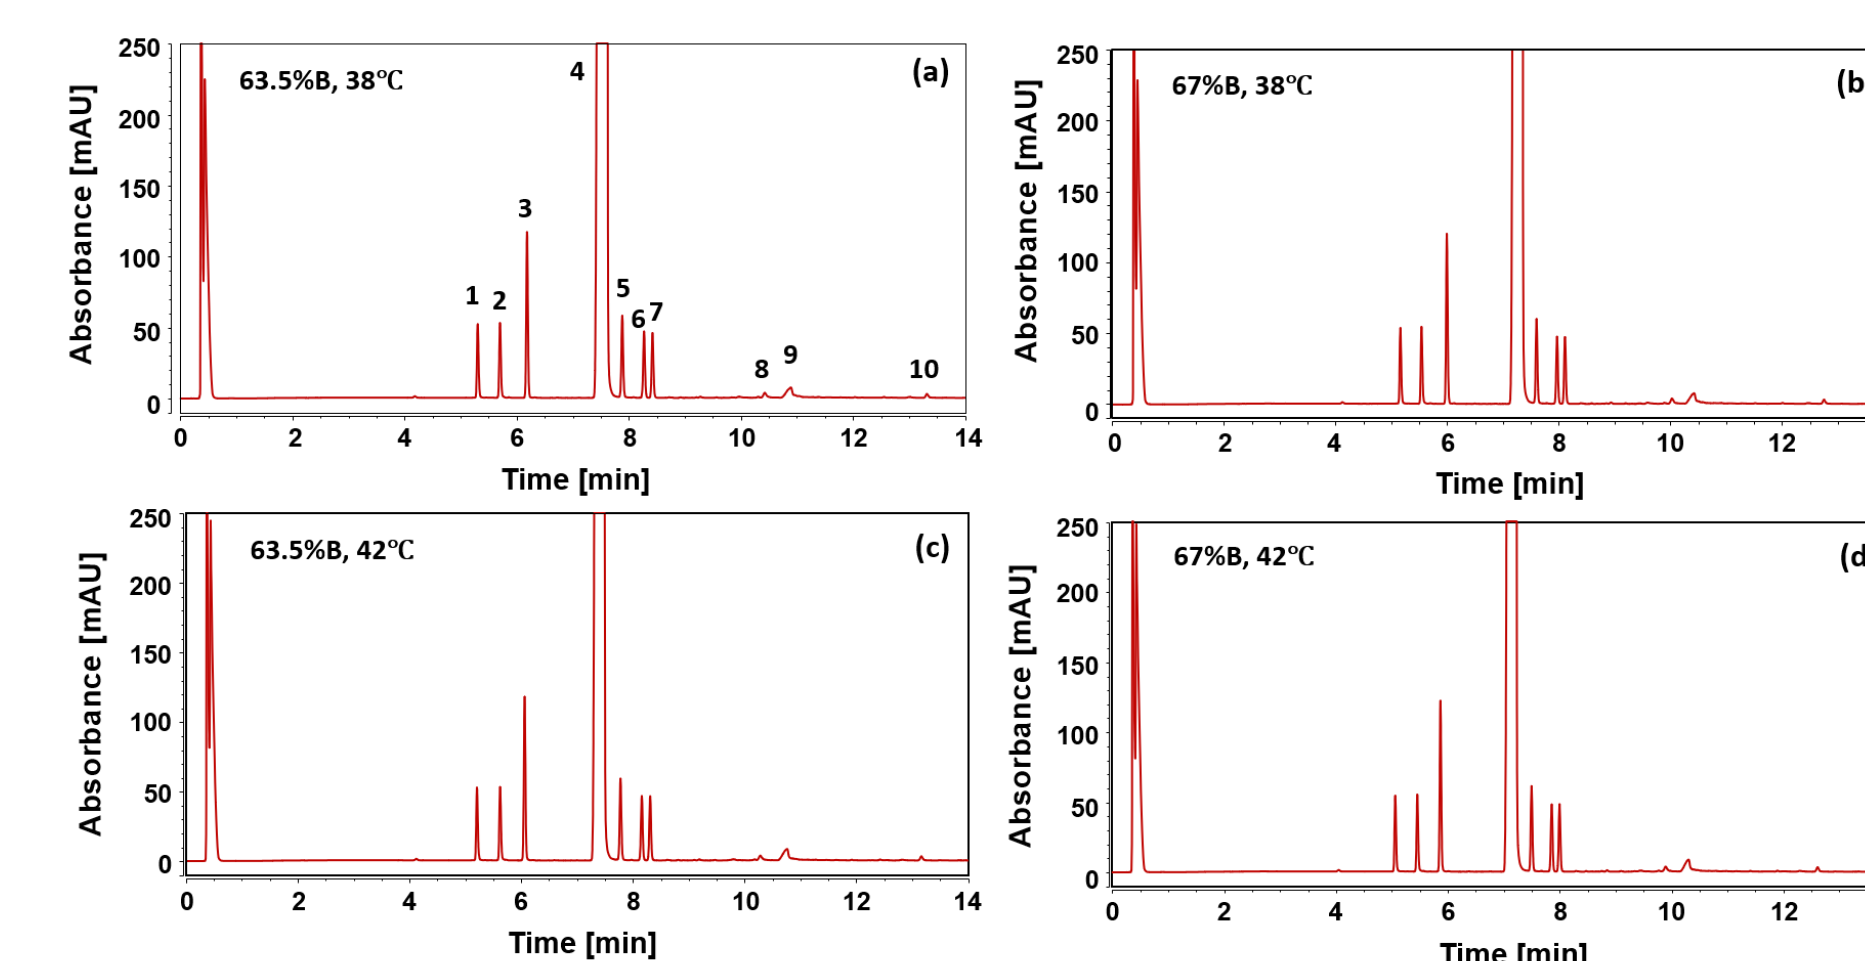 250
200
150
100
50
0
Absorbance [mAU]
63.5%B, 38℃
(a)
1
2
3
4
5
6
7
8
9
10
0 2 4 6 8 10 12 14
Time [min]
250
200
150
100
50
0
Absorbance [mAU]
67%B, 38℃
(b
0 2 4 6 8 10 12
Time [min]
250
200
150
100
50
0
Absorbance [mAU]
63.5%B, 42℃
(c)
0 2 4 6 8 10 12 14
Time [min]
250
200
150
100
50
0
Absorbance [mAU]
67%B, 42℃
(d
0 2 4 6 8 10 12
Time [min]